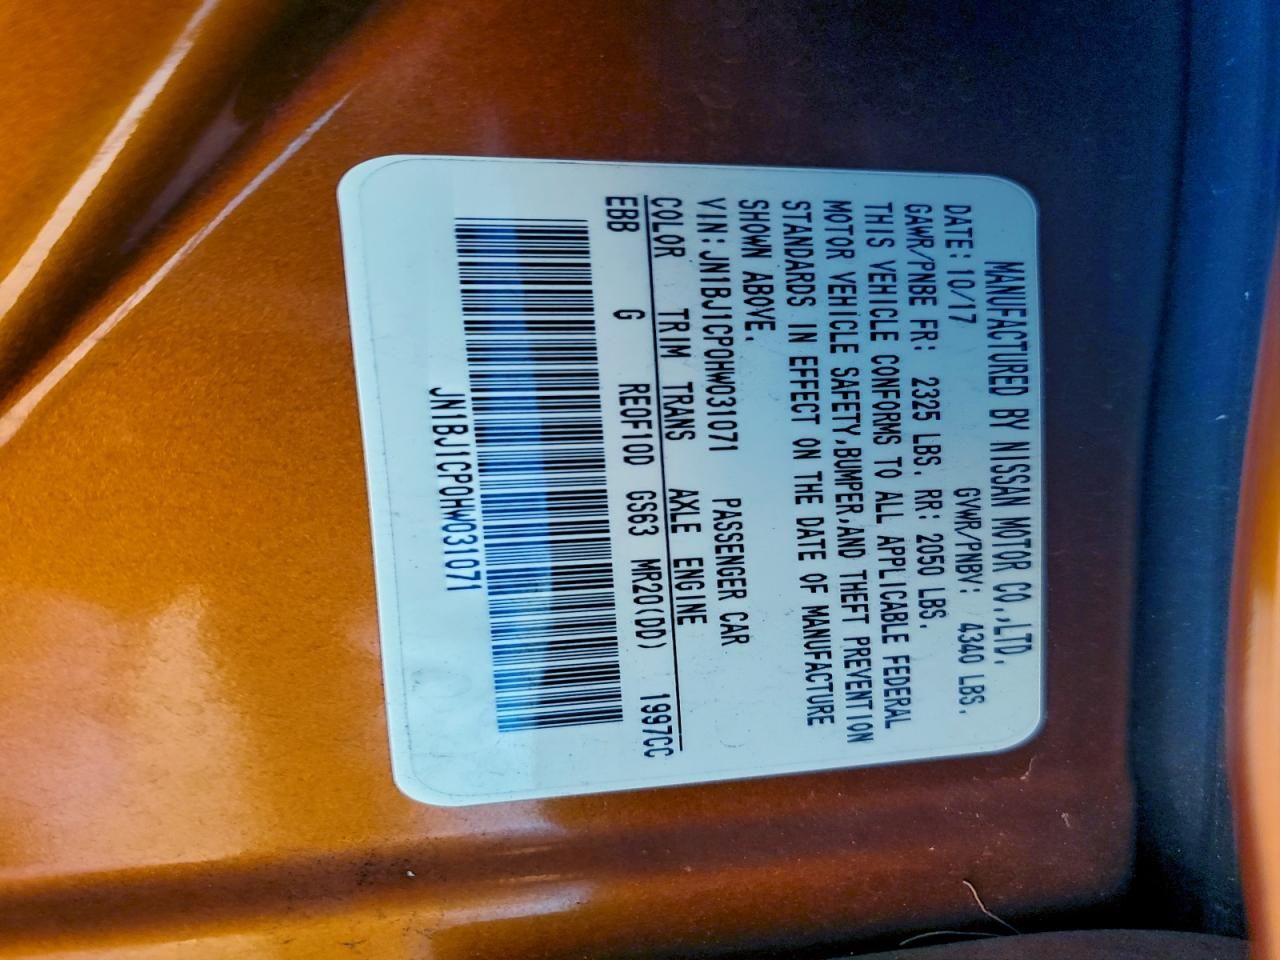 MANUFACTURED BY NISSAN MOTOR CO.,LTD.
DATE: 10/17 GVWR/PNBV: 4340 LBS.
GAWR/PNBE FR: 2325 LBS. RR: 2050 LBS.
THIS VEHICLE CONFORMS TO ALL APPLICABLE FEDERAL
MOTOR VEHICLE SAFETY,BUMPER,AND THEFT PREVENTION
STANDARDS IN EFFECT ON THE DATE OF MANUFACTURE
SHOWN ABOVE.
VIN: JN1BJ1CP0HW031071 PASSENGER CAR
COLOR TRIM TRANS AXLE ENGINE
EBB G RE0F10D GS63 MR20(DD) 1997CC
JN1BJ1CP0HW031071